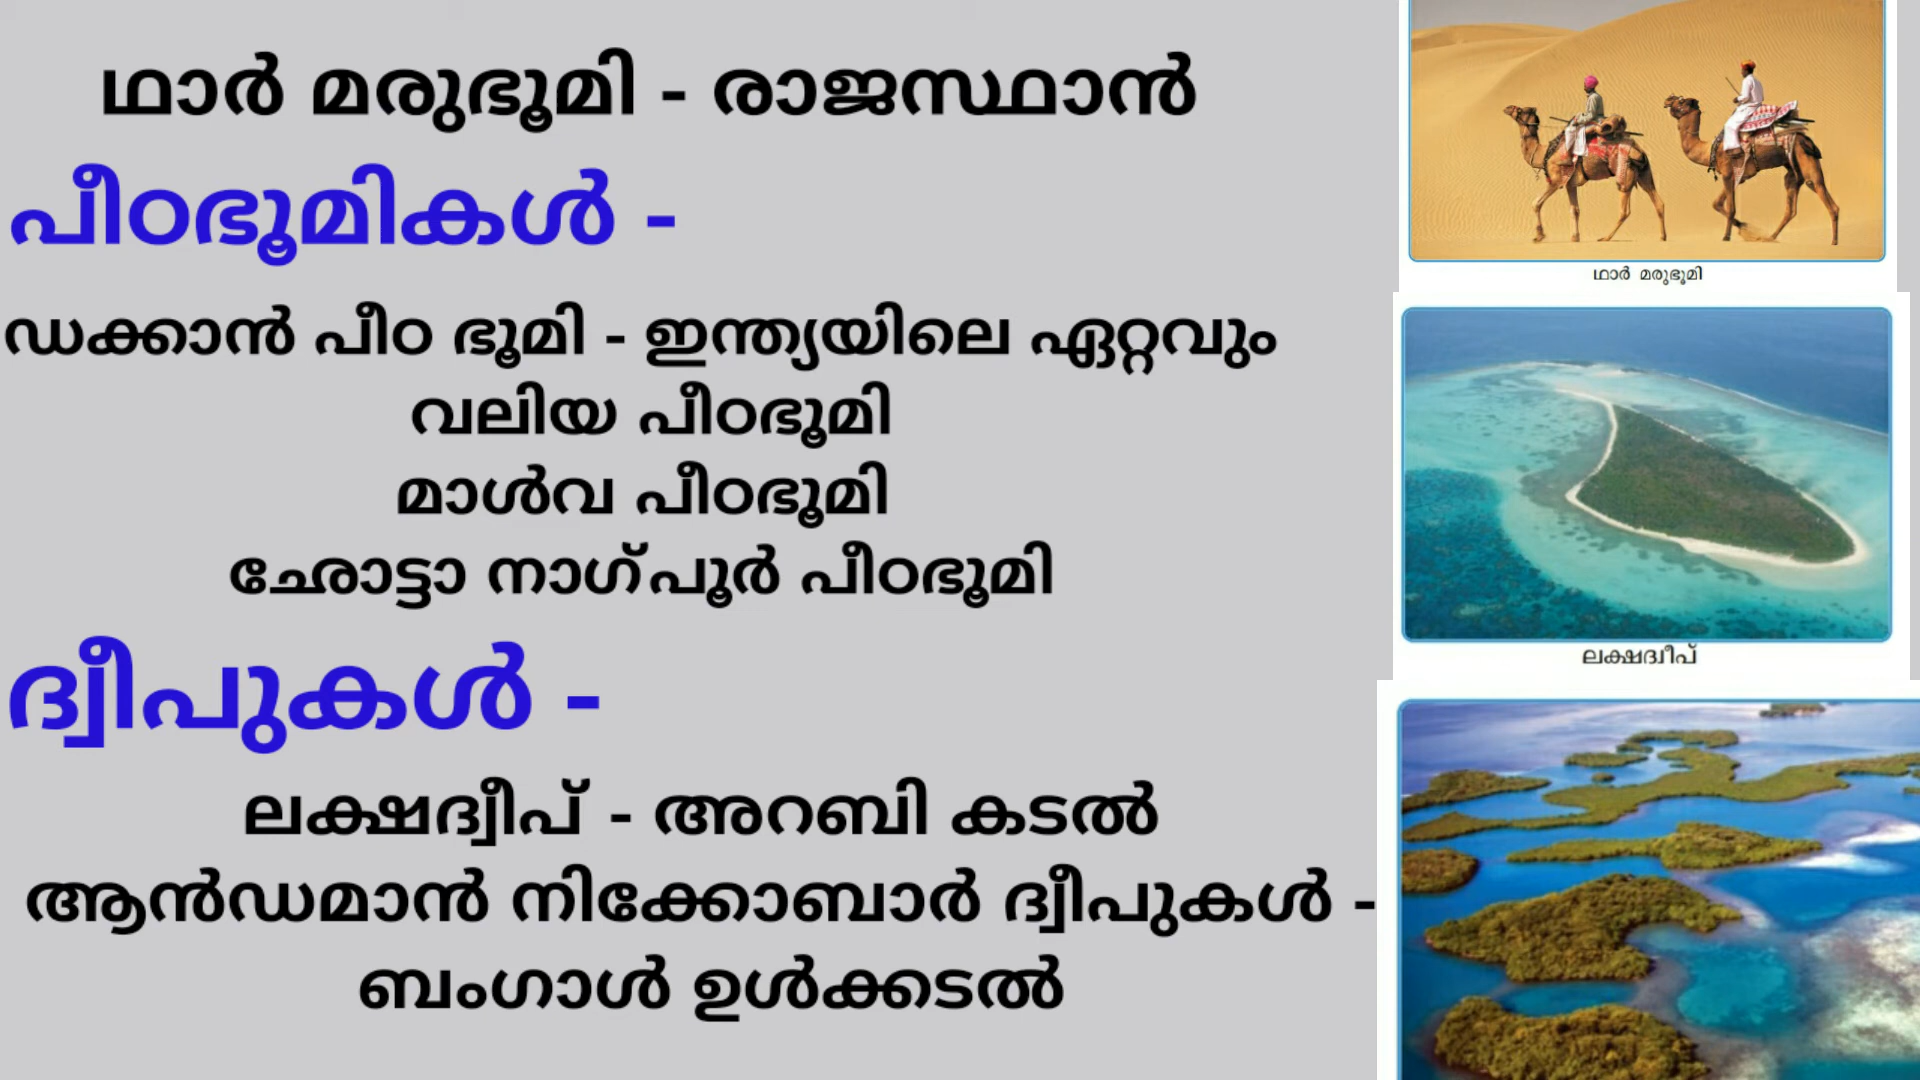 ഥാർ മരുഭൂമി - രാജസ്ഥാൻ
പീഠഭൂമികൾ -
ഡക്കാൻ പീഠ ഭൂമി - ഇന്ത്യയിലെ ഏറ്റവും
വലിയ പീഠഭൂമി
മാൾവ പീഠഭൂമി
ഛോട്ടാ നാഗ്പൂർ പീഠഭൂമി
ദ്വീപുകൾ -
ലക്ഷദ്വീപ് - അറബി കടൽ
ആൻഡമാൻ നിക്കോബാർ ദ്വീപുകൾ -
ബംഗാൾ ഉൾക്കടൽ
ഥാർ മരുഭൂമി
ലക്ഷദ്വീപ്